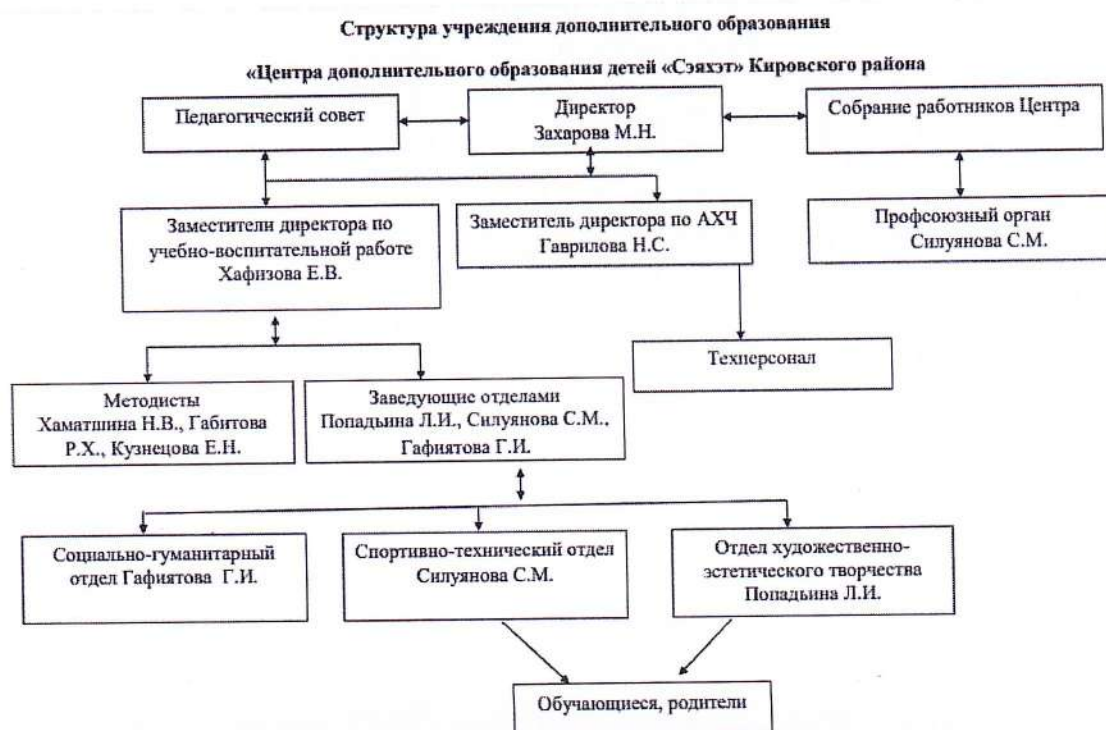 Структура учреждения дополнительного образования
«Центра дополнительного образования детей «Сэяхэт» Кировского района
Педагогический совет
Директор
Захарова М.Н.
Собрание работников Центра
Заместители директора по
учебно-воспитательной работе
Хафизова Е.В.
Заместитель директора по АХЧ
Гаврилова Н.С.
Профсоюзный орган
Силуянова С.М.
Техперсонал
Методисты
Хаматшина Н.В., Габитова
Р.Х., Кузнецова Е.Н.
Заведующие отделами
Попадьина Л.И., Силуянова С.М.,
Гафиятова Г.И.
Социально-гуманитарный
отдел Гафиятова Г.И.
Спортивно-технический отдел
Силуянова С.М.
Отдел художественно-
эстетического творчества
Попадьина Л.И.
Обучающиеся, родители